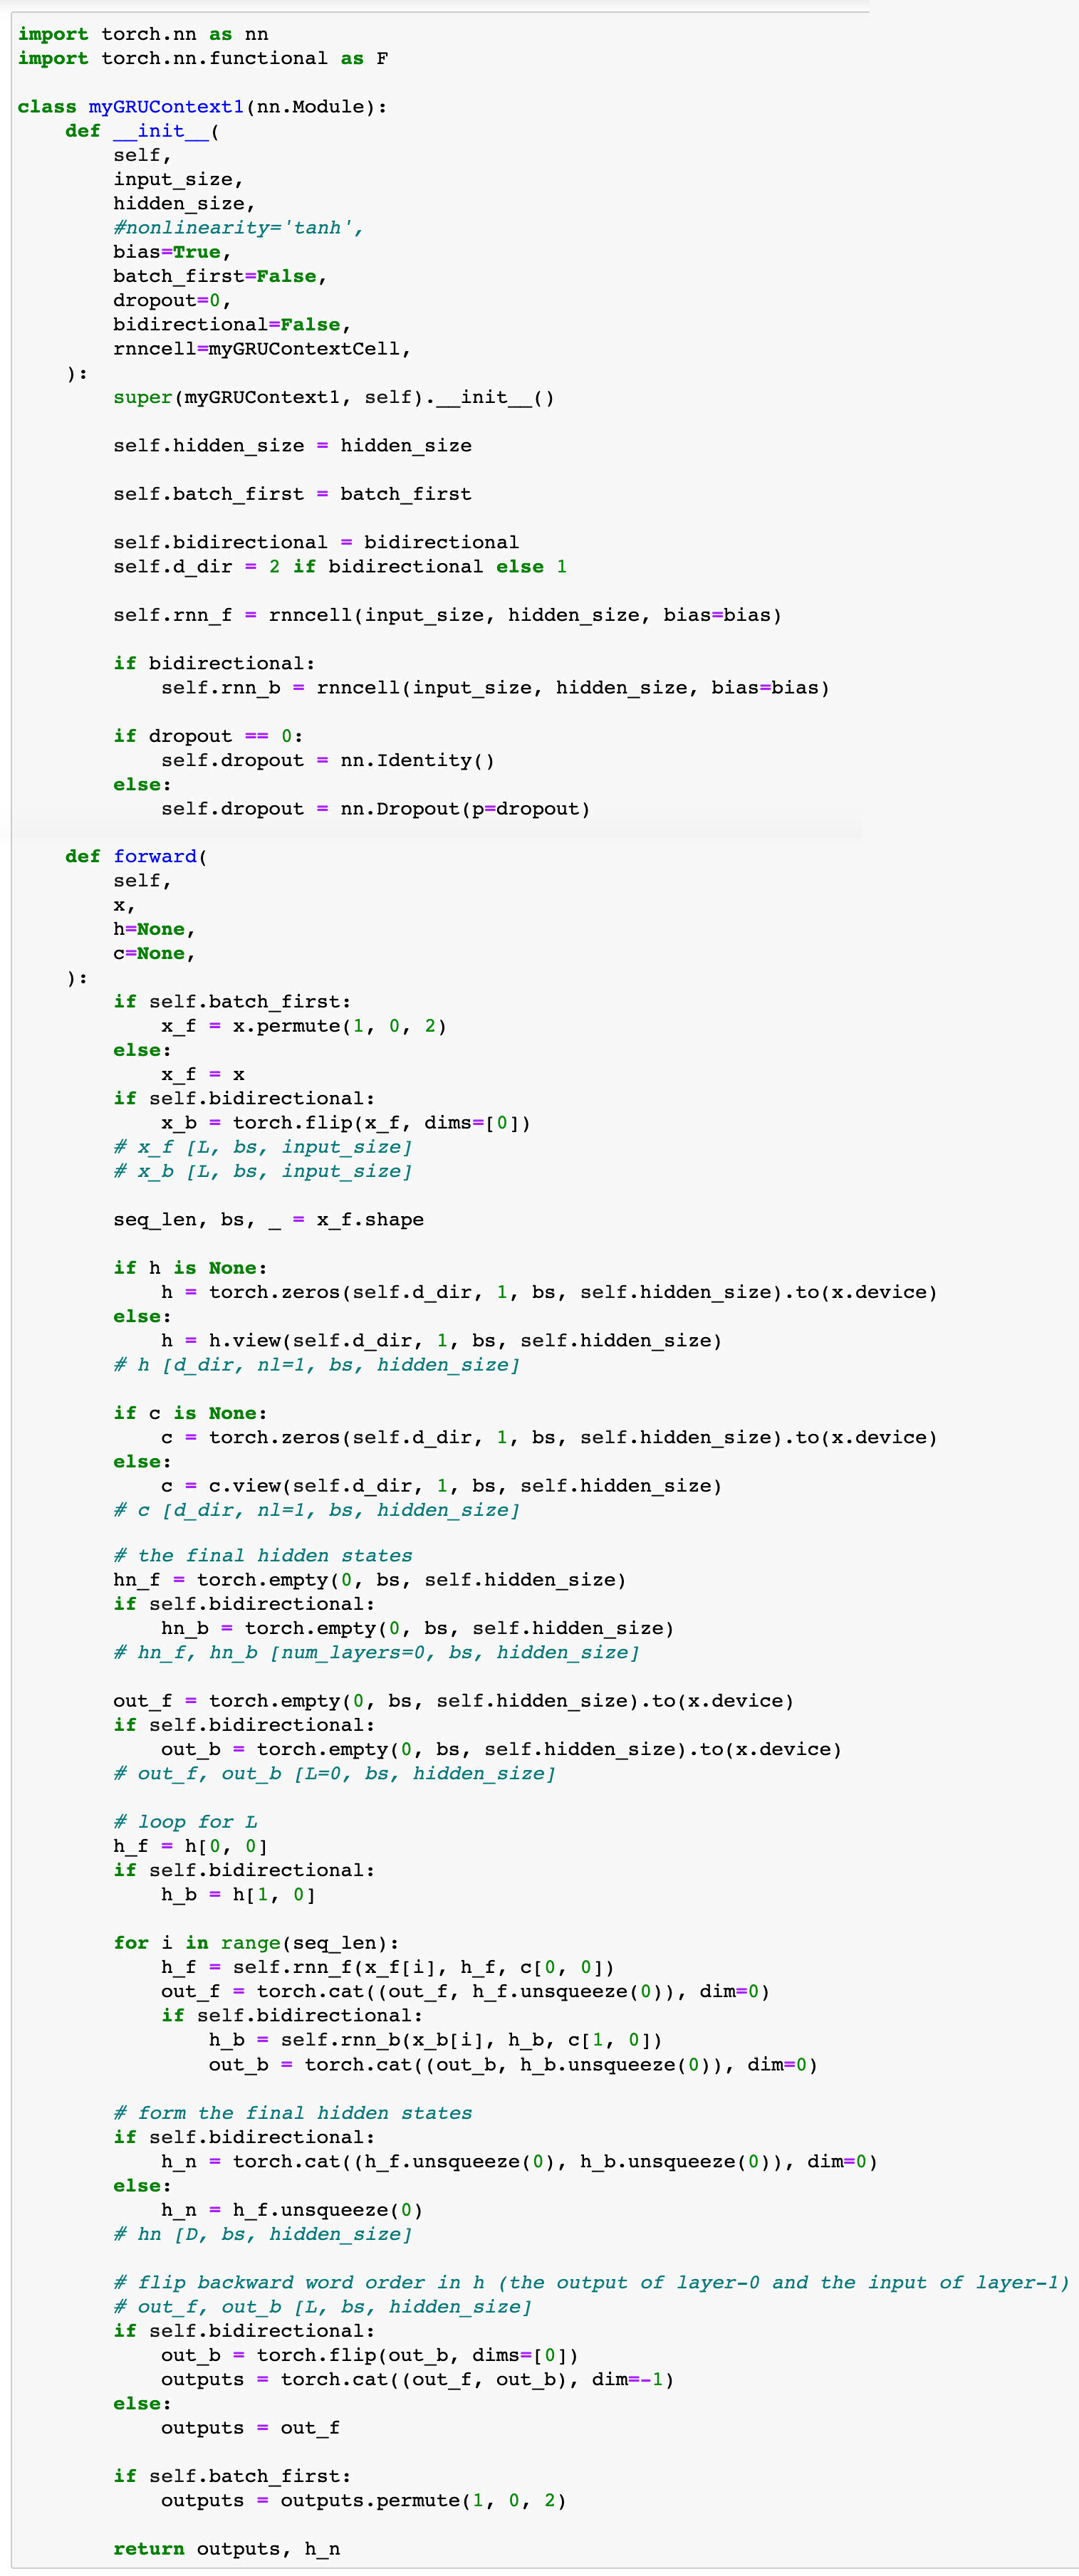 import torch.nn as nn
import torch.nn.functional as F

class myGRUContext1(nn.Module):
    def __init__(
        self,
        input_size,
        hidden_size,
        #nonlinearity='tanh',
        bias=True,
        batch_first=False,
        dropout=0,
        bidirectional=False,
        rnncell=myGRUContextCell,
    ):
        super(myGRUContext1, self).__init__()

        self.hidden_size = hidden_size

        self.batch_first = batch_first

        self.bidirectional = bidirectional
        self.d_dir = 2 if bidirectional else 1

        self.rnn_f = rnncell(input_size, hidden_size, bias=bias)

        if bidirectional:
            self.rnn_b = rnncell(input_size, hidden_size, bias=bias)

        if dropout == 0:
            self.dropout = nn.Identity()
        else:
            self.dropout = nn.Dropout(p=dropout)

    def forward(
        self,
        x,
        h=None,
        c=None,
    ):
        if self.batch_first:
            x_f = x.permute(1, 0, 2)
        else:
            x_f = x
        if self.bidirectional:
            x_b = torch.flip(x_f, dims=[0])
        # x_f [L, bs, input_size]
        # x_b [L, bs, input_size]

        seq_len, bs, _ = x_f.shape

        if h is None:
            h = torch.zeros(self.d_dir, 1, bs, self.hidden_size).to(x.device)
        else:
            h = h.view(self.d_dir, 1, bs, self.hidden_size)
        # h [d_dir, nl=1, bs, hidden_size]

        if c is None:
            c = torch.zeros(self.d_dir, 1, bs, self.hidden_size).to(x.device)
        else:
            c = c.view(self.d_dir, 1, bs, self.hidden_size)
        # c [d_dir, nl=1, bs, hidden_size]

        # the final hidden states
        hn_f = torch.empty(0, bs, self.hidden_size)
        if self.bidirectional:
            hn_b = torch.empty(0, bs, self.hidden_size)
        # hn_f, hn_b [num_layers=0, bs, hidden_size]

        out_f = torch.empty(0, bs, self.hidden_size).to(x.device)
        if self.bidirectional:
            out_b = torch.empty(0, bs, self.hidden_size).to(x.device)
        # out_f, out_b [L=0, bs, hidden_size]

        # loop for L
        h_f = h[0, 0]
        if self.bidirectional:
            h_b = h[1, 0]

        for i in range(seq_len):
            h_f = self.rnn_f(x_f[i], h_f, c[0, 0])
            out_f = torch.cat((out_f, h_f.unsqueeze(0)), dim=0)
            if self.bidirectional:
                h_b = self.rnn_b(x_b[i], h_b, c[1, 0])
                out_b = torch.cat((out_b, h_b.unsqueeze(0)), dim=0)

        # form the final hidden states
        if self.bidirectional:
            h_n = torch.cat((h_f.unsqueeze(0), h_b.unsqueeze(0)), dim=0)
        else:
            h_n = h_f.unsqueeze(0)
        # hn [D, bs, hidden_size]

        # flip backward word order in h (the output of layer-0 and the input of layer-1)
        # out_f, out_b [L, bs, hidden_size]
        if self.bidirectional:
            out_b = torch.flip(out_b, dims=[0])
            outputs = torch.cat((out_f, out_b), dim=-1)
        else:
            outputs = out_f

        if self.batch_first:
            outputs = outputs.permute(1, 0, 2)

        return outputs, h_n